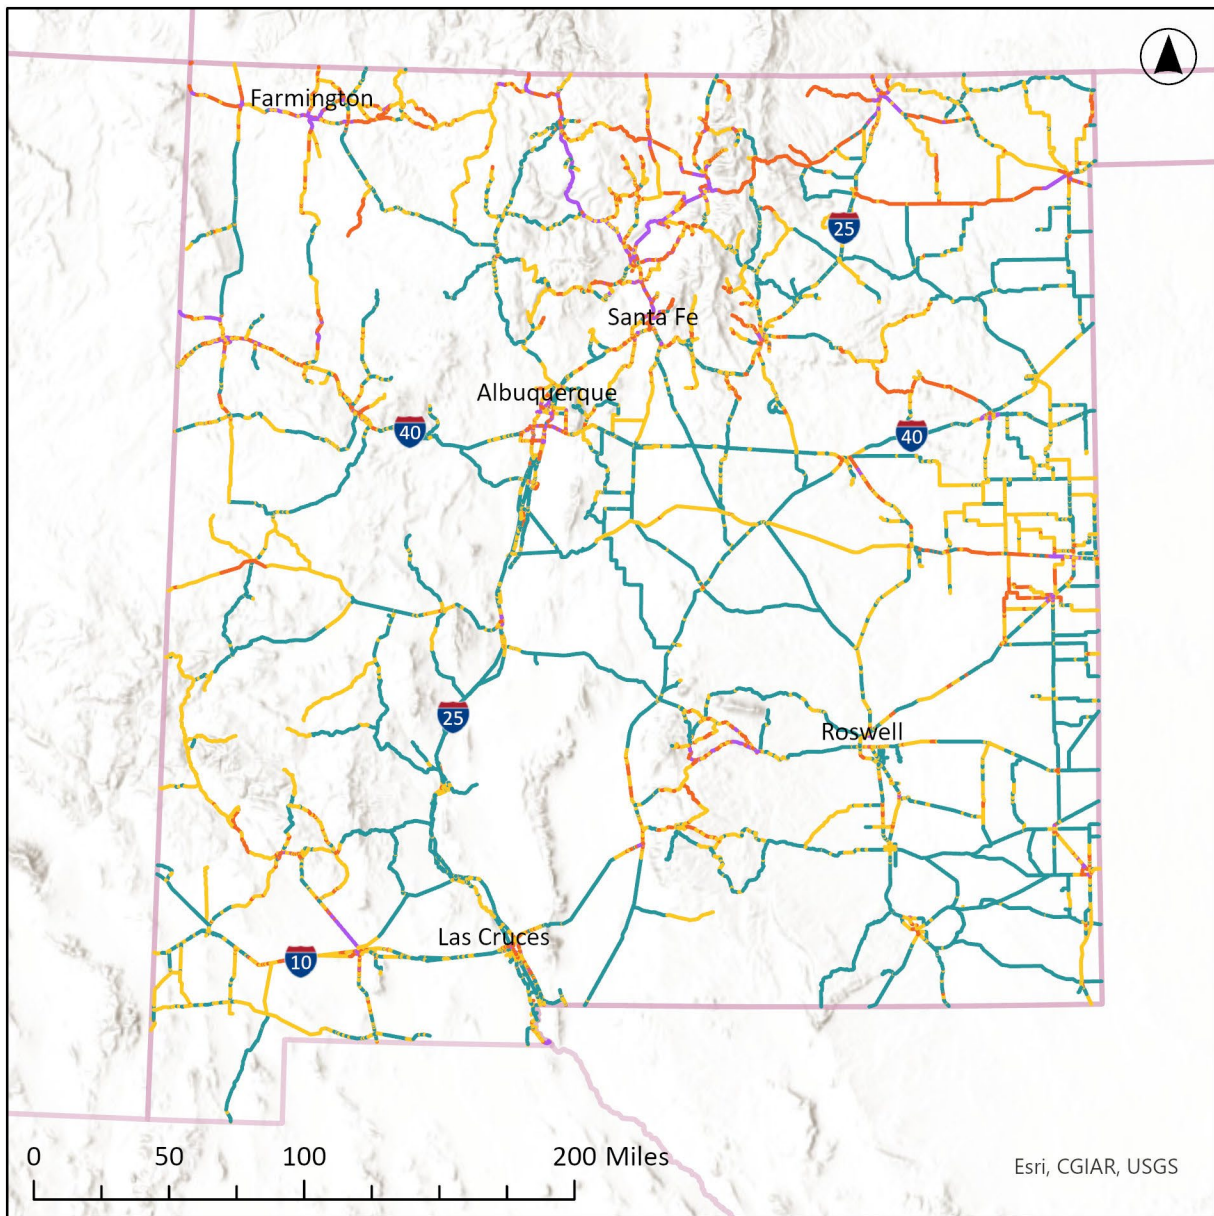 Farmington
25
Santa Fe
Albuquerque
40
40
25
Roswell
Las Cruces
10
0 50 100 200 Miles
Esri, CGIAR, USGS